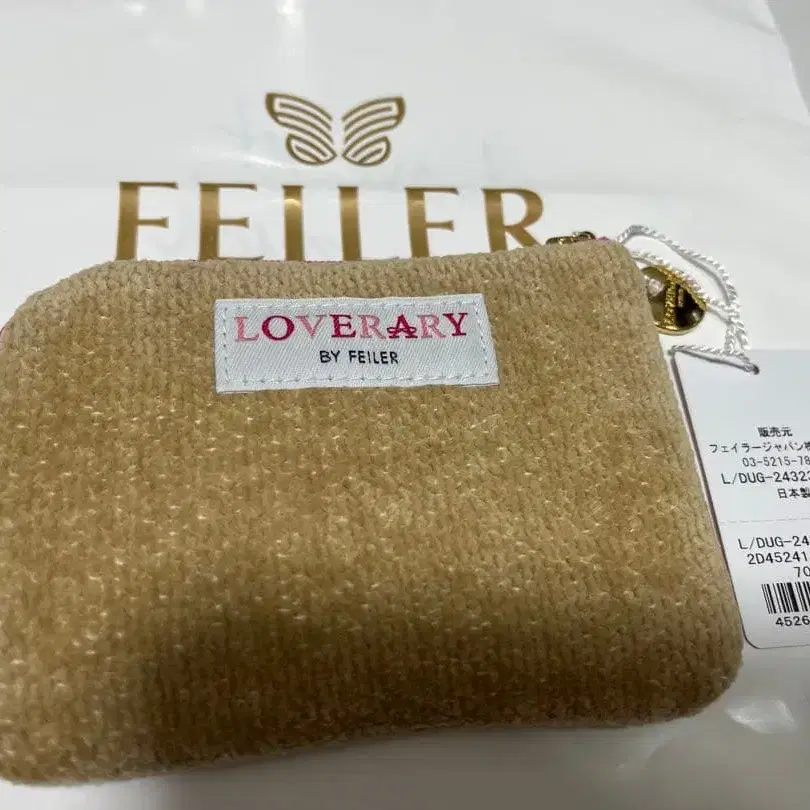 FEILER
LOVERARY
BY FEILER
販売元
フェイラージャパン
03-5215-78
L/DUG-2432
日本製
L/DUG-24
2D45241
70
4526